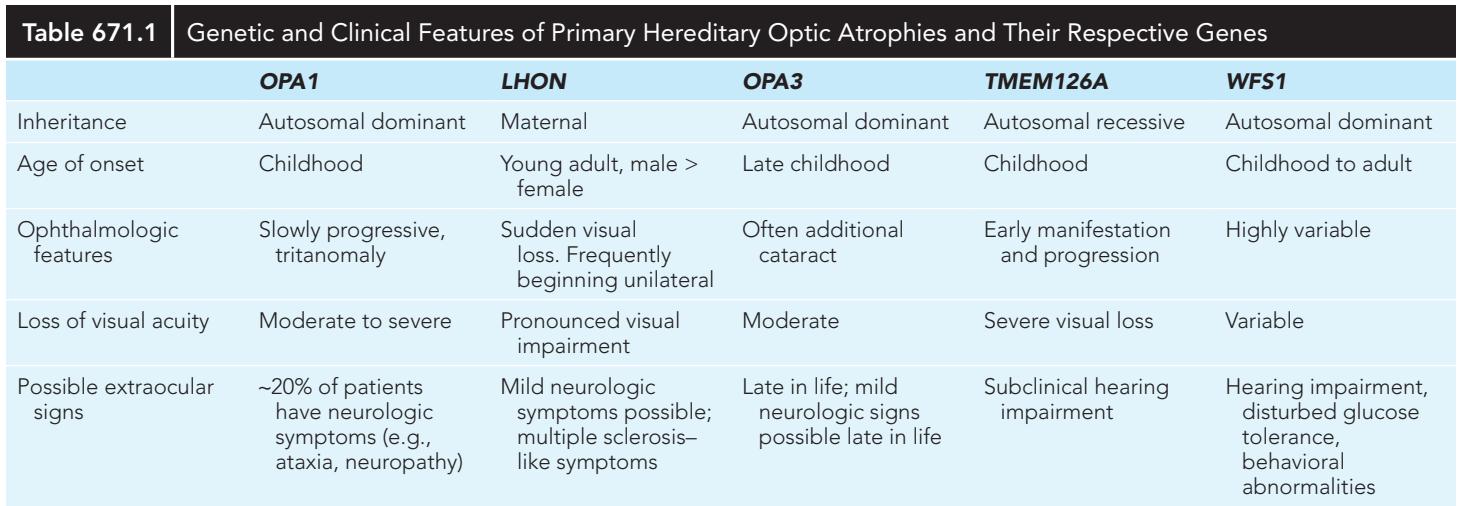 Table 671.1 Genetic and Clinical Features of Primary Hereditary Optic Atrophies and Their Respective Genes
OPA1 LHON OPA3 TMEM126A WFS1
Inheritance Autosomal dominant Maternal Autosomal dominant Autosomal recessive Autosomal dominant
Age of onset Childhood Young adult, male > Late childhood Childhood Childhood to adult
female
Ophthalmologic Slowly progressive, Sudden visual Often additional Early manifestation Highly variable
features tritanomaly loss. Frequently cataract and progression
beginning unilateral
Loss of visual acuity Moderate to severe Pronounced visual Moderate Severe visual loss Variable
impairment
Possible extraocular ~20% of patients Mild neurologic Late in life; mild Subclinical hearing Hearing impairment,
signs have neurologic symptoms possible; neurologic signs impairment disturbed glucose
symptoms (e.g., multiple sclerosis– possible late in life tolerance,
ataxia, neuropathy) like symptoms behavioral
abnormalities